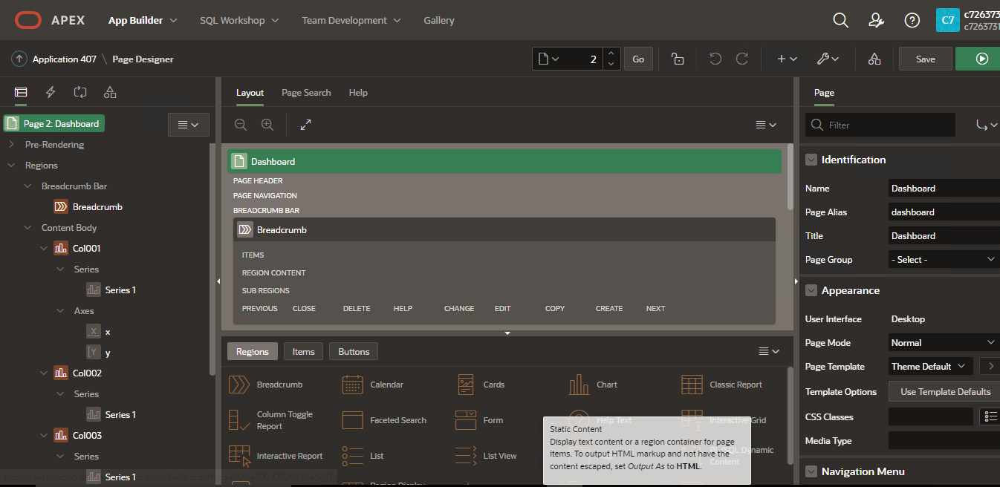 APEX App Builder SQL Workshop Team Development Gallery C7 c7263731
c7263731
Application 407 \ Page Designer 2 Go Save
Layout Page Search Help
Page
Page 2: Dashboard
Filter
Pre-Rendering
Regions
Breadcrumb Bar
Breadcrumb
Content Body
Col001
Series
Series 1
Axes
x
y
Col002
Series
Series 1
Col003
Series
Series 1
Dashboard
PAGE HEADER
PAGE NAVIGATION
BREADCRUMB BAR
Breadcrumb
ITEMS
REGION CONTENT
SUB REGIONS
PREVIOUS CLOSE DELETE HELP CHANGE EDIT COPY CREATE NEXT
Regions Items Buttons
Breadcrumb Calendar Cards Chart Classic Report
Column Toggle
Report
Faceted Search Form Help Text Interactive Grid
Interactive Report List List View
PL/SQL Dynamic
Content
Region Display
Static Content
Display text content or a region container for page
items. To output HTML markup and not have the
content escaped, set Output As to HTML.
Identification
Name Dashboard
Page Alias dashboard
Title Dashboard
Page Group - Select -
Appearance
User Interface Desktop
Page Mode Normal
Page Template Theme Default
Template Options Use Template Defaults
CSS Classes
Media Type
Navigation Menu